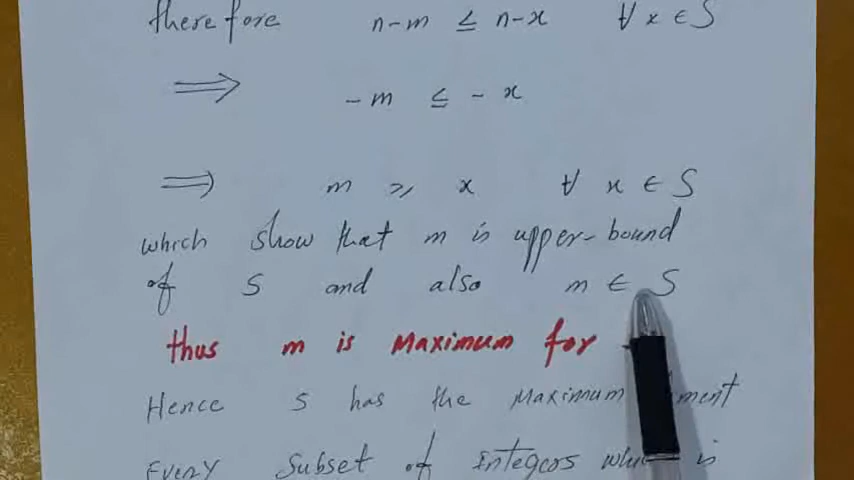 therefore n-m ≤ n-x ∀ x ∈ S
⟹ -m ≤ - x
⟹ m ≥ x ∀ x ∈ S
which show that m is upper-bound
of S and also m ∈ S
thus m is Maximum for
Hence S has the Maximum
Every Subset of Integers is